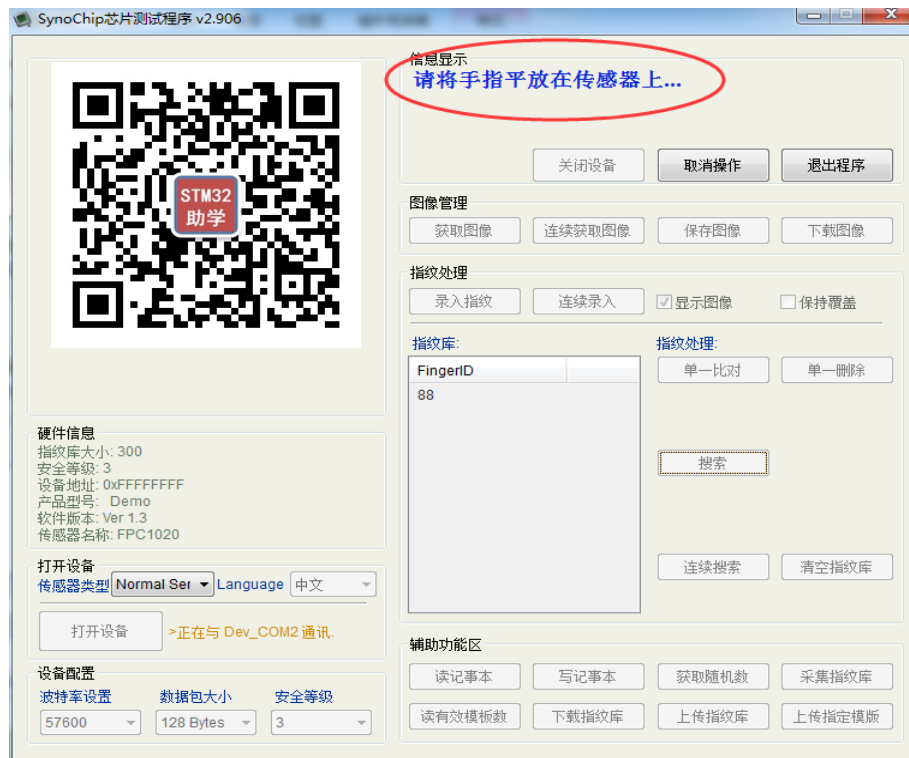 SynoChip芯片测试程序 v2.906
STM32
助学
信息显示
请将手指平放在传感器上...
关闭设备 取消操作 退出程序
图像管理
获取图像 连续获取图像 保存图像 下载图像
指纹处理
录入指纹 连续录入 显示图像 保持覆盖
指纹库: 指纹处理:
FingerID
88
单一比对 单一删除
搜索
连续搜索 清空指纹库
硬件信息
指纹库大小: 300
安全等级: 3
设备地址: 0xFFFFFFFF
产品型号: Demo
软件版本: Ver 1.3
传感器名称: FPC1020
打开设备
传感器类型 Normal Ser Language 中文
打开设备 >正在与 Dev_COM2 通讯.
设备配置
波特率设置 数据包大小 安全等级
57600 128 Bytes 3
辅助功能区
读记事本 写记事本 获取随机数 采集指纹库
读有效模板数 下载指纹库 上传指纹库 上传指定模版